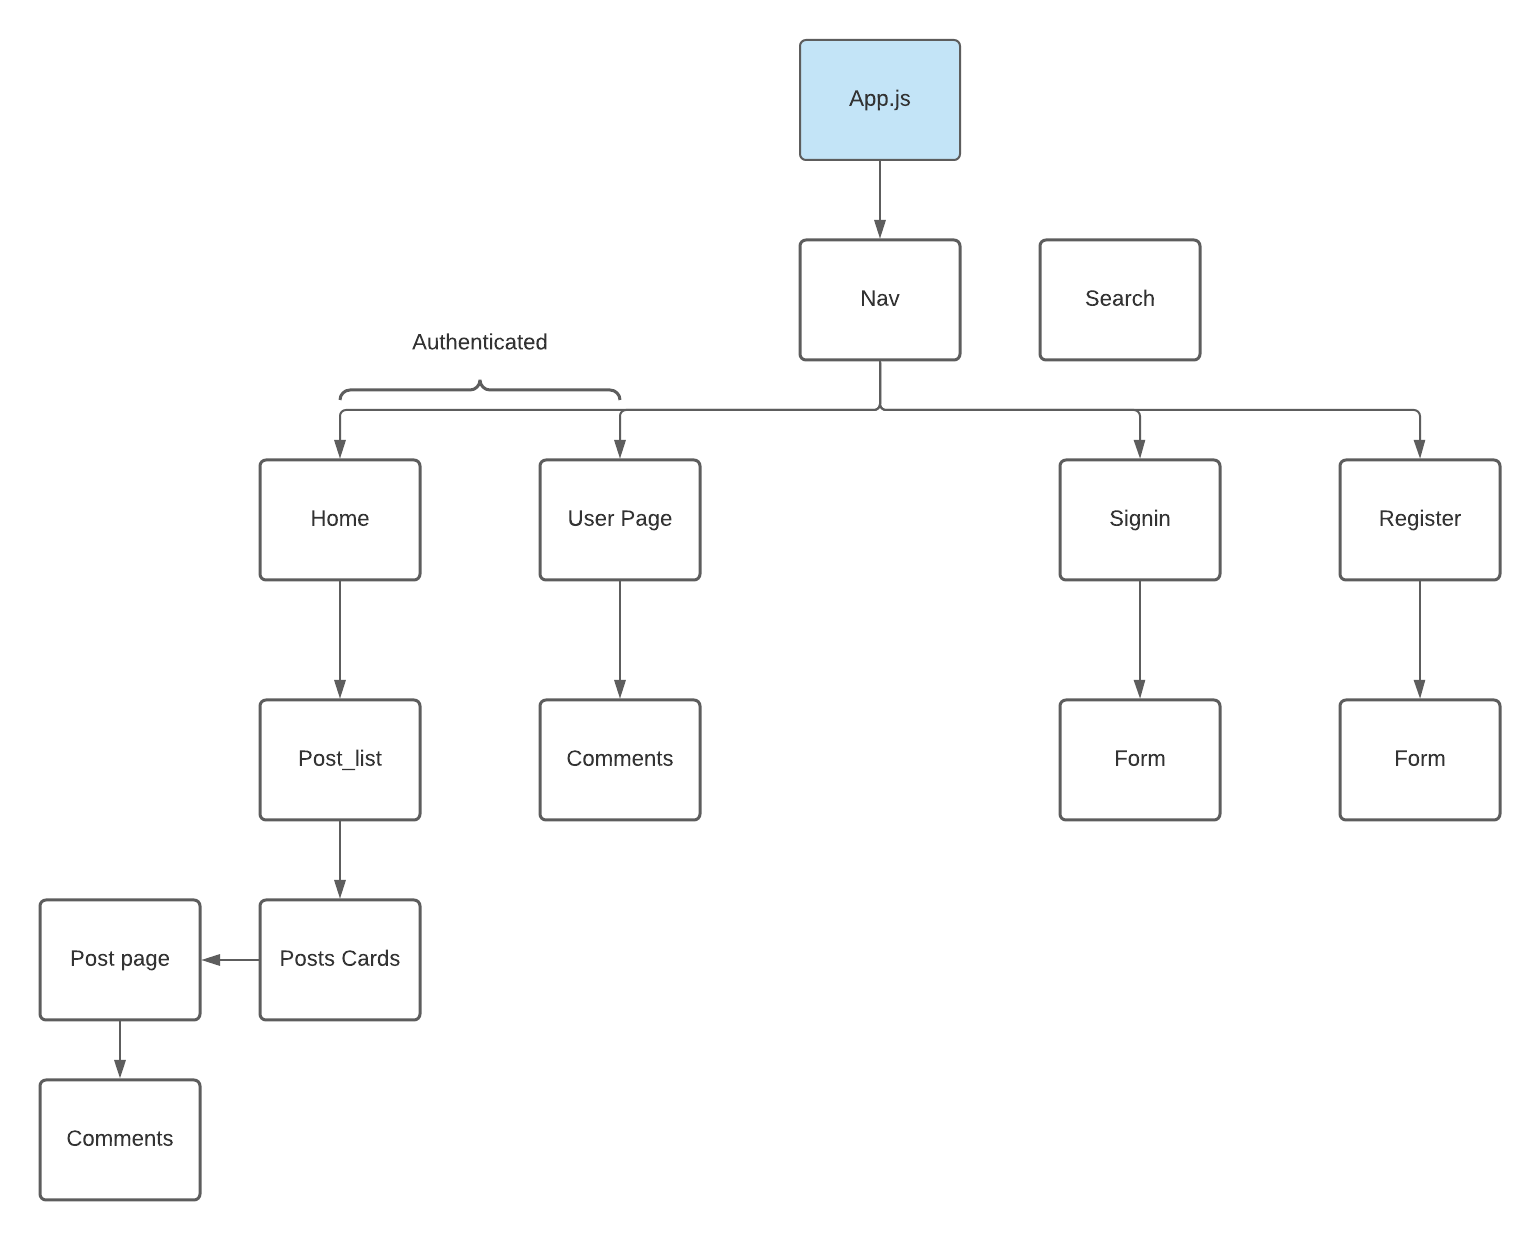 App.js
Nav
Search
Authenticated
Home
User Page
Signin
Register
Post_list
Comments
Form
Form
Post page
Posts Cards
Comments